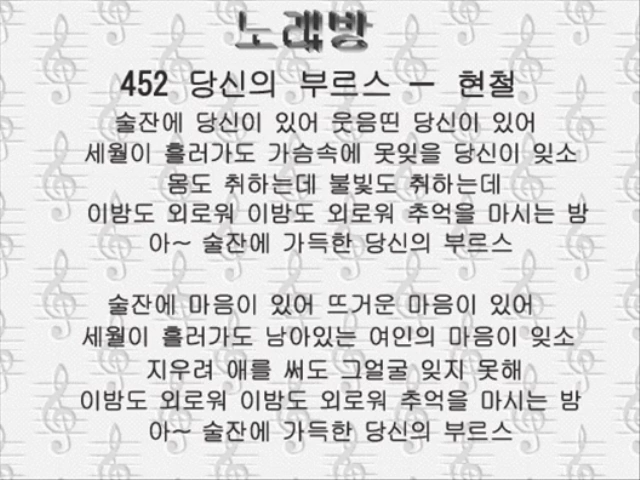 노래방
452 당신의 부르스 - 현철
술잔에 당신이 있어 웃음띤 당신이 있어
세월이 흘러가도 가슴속에 못잊을 당신이 잊소
몸도 취하는데 불빛도 취하는데
이밤도 외로워 이밤도 외로워 추억을 마시는 밤
아~ 술잔에 가득한 당신의 부르스
술잔에 마음이 있어 뜨거운 마음이 있어
세월이 흘러가도 남아있는 여인의 마음이 잊소
지우려 애를 써도 그얼굴 잊지 못해
이밤도 외로워 이밤도 외로워 추억을 마시는 밤
아~ 술잔에 가득한 당신의 부르스